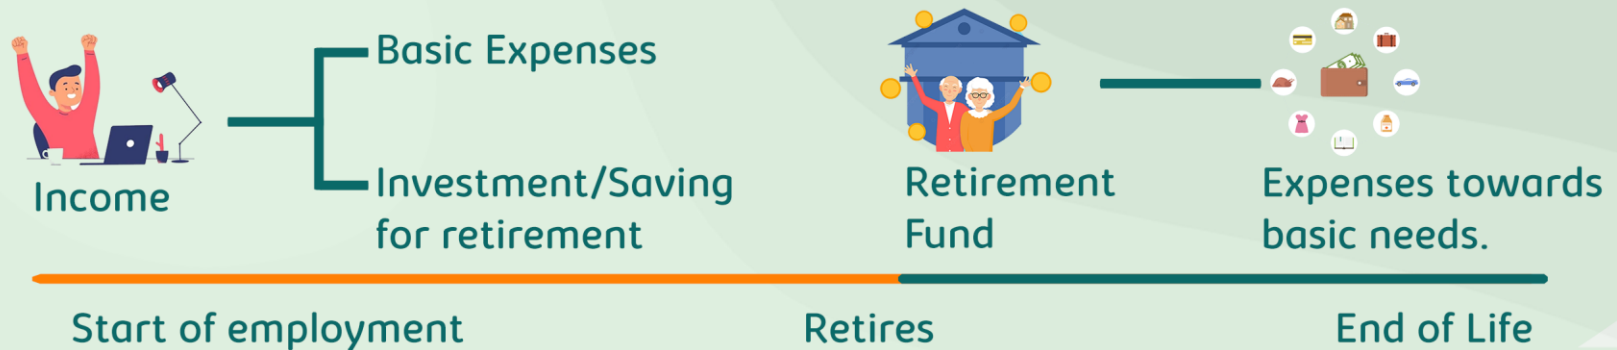 Basic Expenses
Income
Investment/Saving
for retirement
Retirement
Fund
Expenses towards
basic needs.
Start of employment
Retires
End of Life